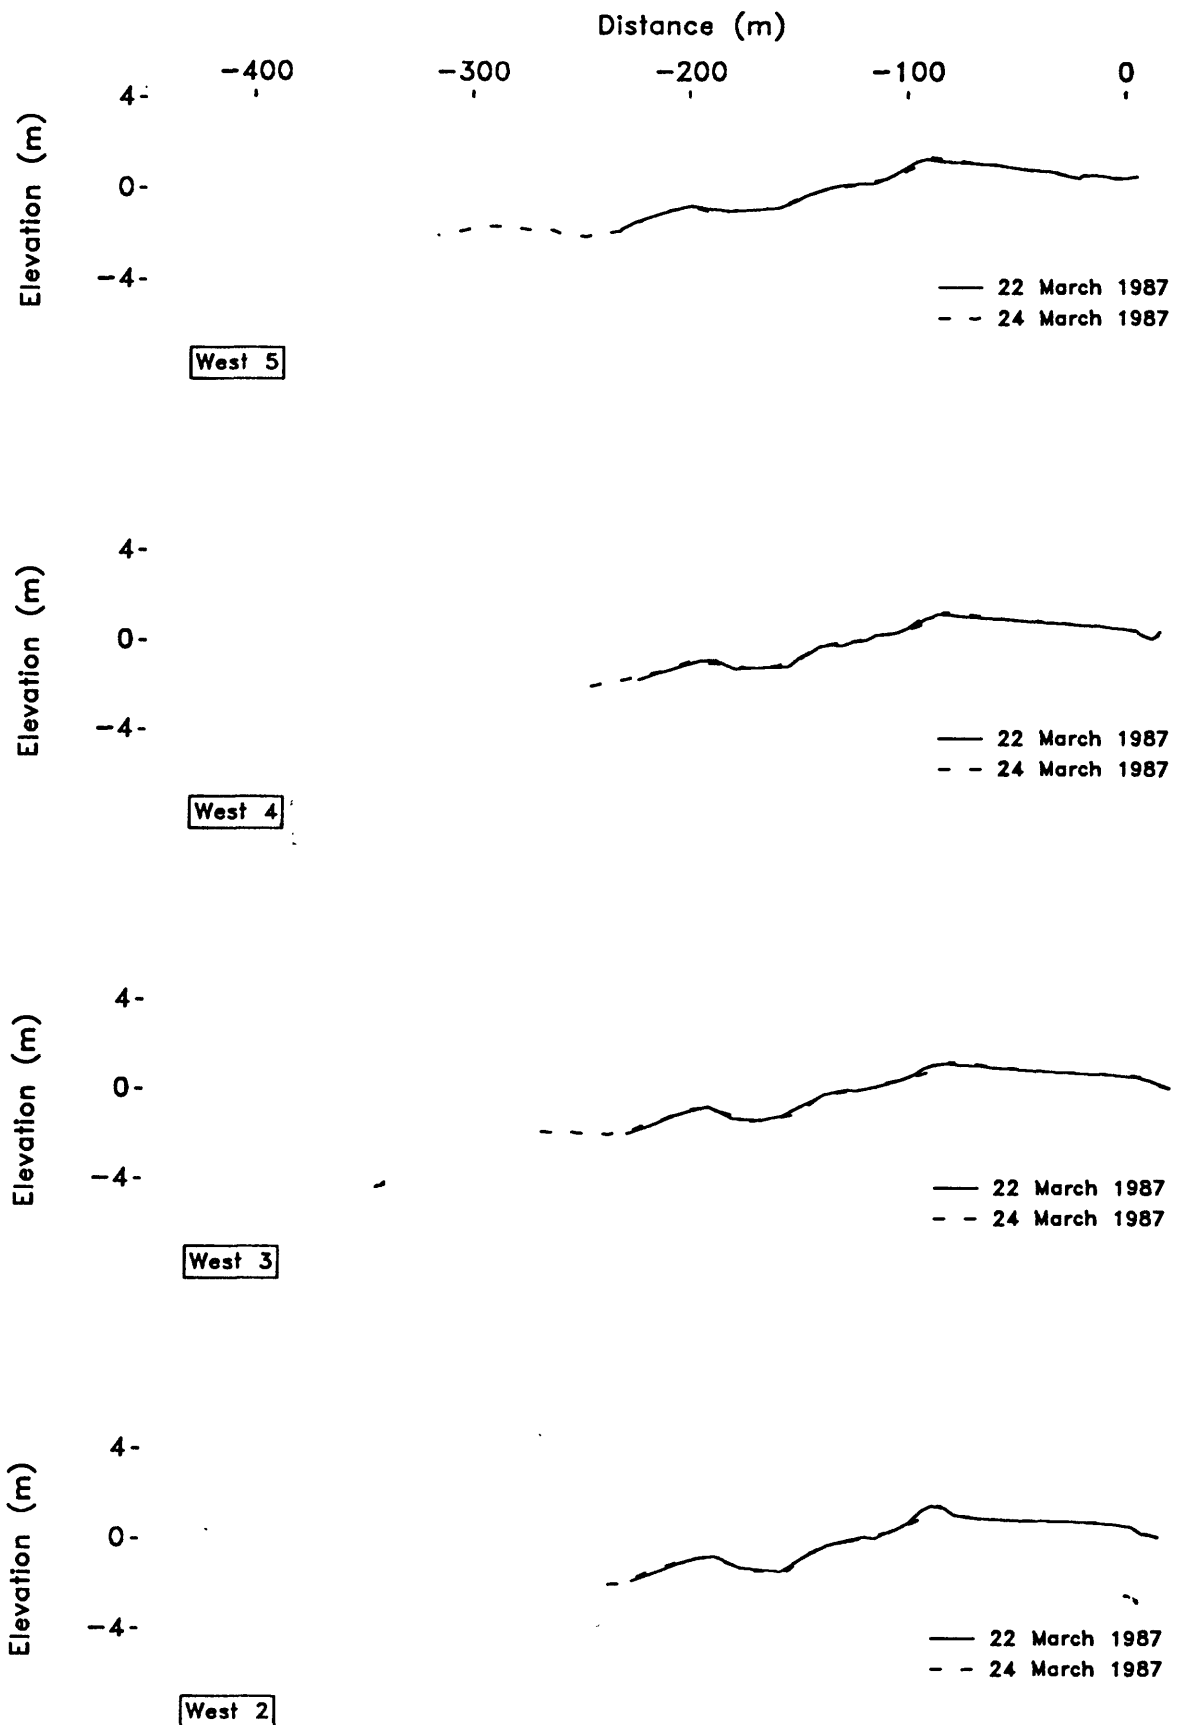 Distance (m)
-400 -300 -200 -100 0
4-
0-
-4-
Elevation (m)
22 March 1987
24 March 1987
West 5
4-
0-
-4-
Elevation (m)
22 March 1987
24 March 1987
West 4
4-
0-
-4-
Elevation (m)
22 March 1987
24 March 1987
West 3
4-
0-
-4-
Elevation (m)
22 March 1987
24 March 1987
West 2